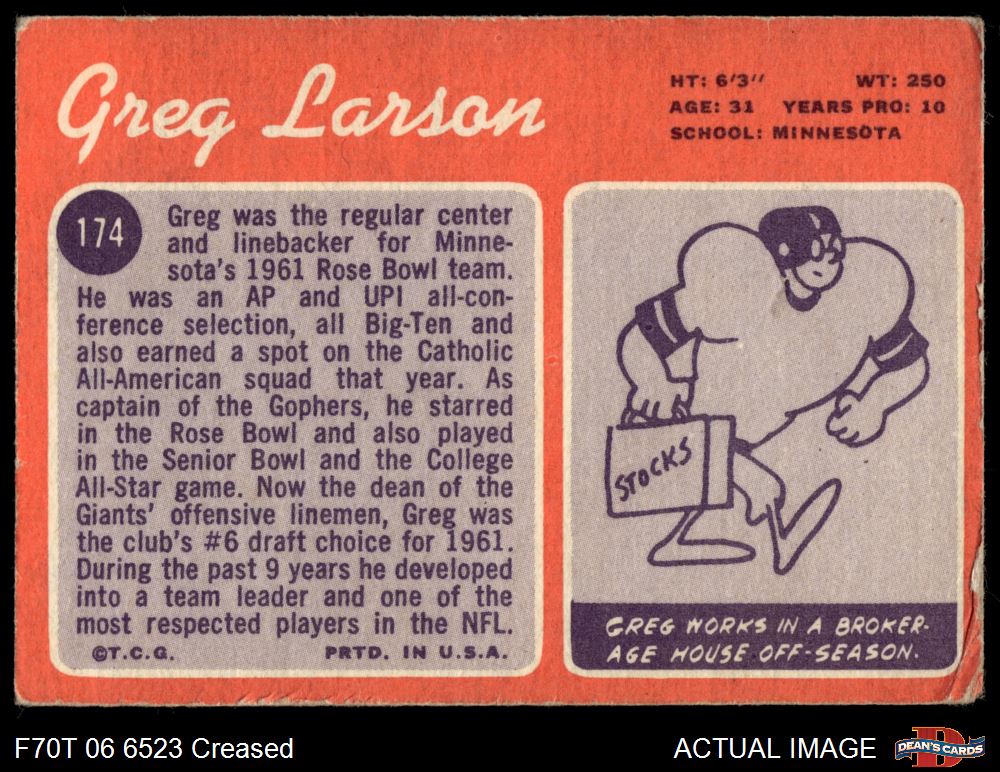 Greg Larson
HT: 6'3" WT: 250
AGE: 31 YEARS PRO: 10
SCHOOL: MINNESOTA
174
Greg was the regular center
and linebacker for Minne-
sota's 1961 Rose Bowl team.
He was an AP and UPI all-con-
ference selection, all Big-Ten and
also earned a spot on the Catholic
All-American squad that year. As
captain of the Gophers, he starred
in the Rose Bowl and also played
in the Senior Bowl and the College
All-Star game. Now the dean of the
Giants' offensive linemen, Greg was
the club's #6 draft choice for 1961.
During the past 9 years he developed
into a team leader and one of the
most respected players in the NFL.
©T.C.G. PRTD. IN U.S.A.
STOCKS
GREG WORKS IN A BROKER-
AGE HOUSE OFF-SEASON.
F70T 06 6523 Creased
ACTUAL IMAGE
DEAN'S CARDS